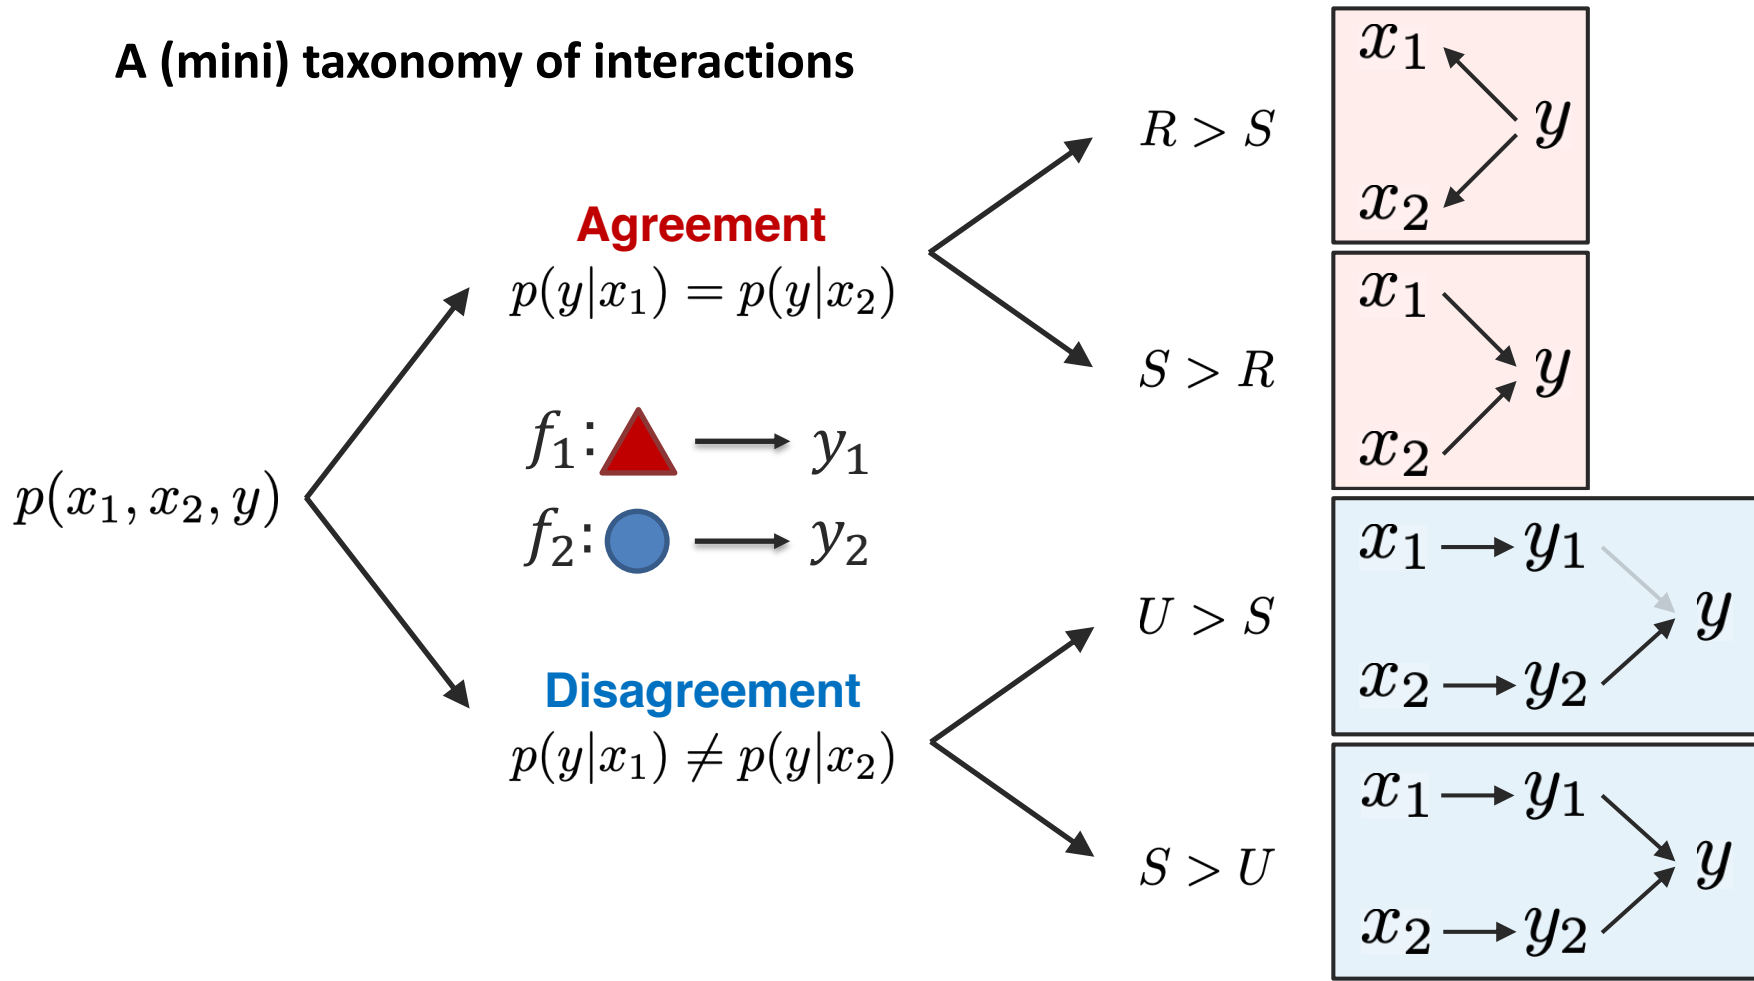 A (mini) taxonomy of interactions
p(x₁, x₂, y)
Agreement
p(y|x₁) = p(y|x₂)
f₁: → y₁
f₂: → y₂
Disagreement
p(y|x₁) ≠ p(y|x₂)
R > S
x₁
y
x₂
S > R
x₁
y
x₂
U > S
x₁ → y₁
y
x₂ → y₂
S > U
x₁ → y₁
y
x₂ → y₂